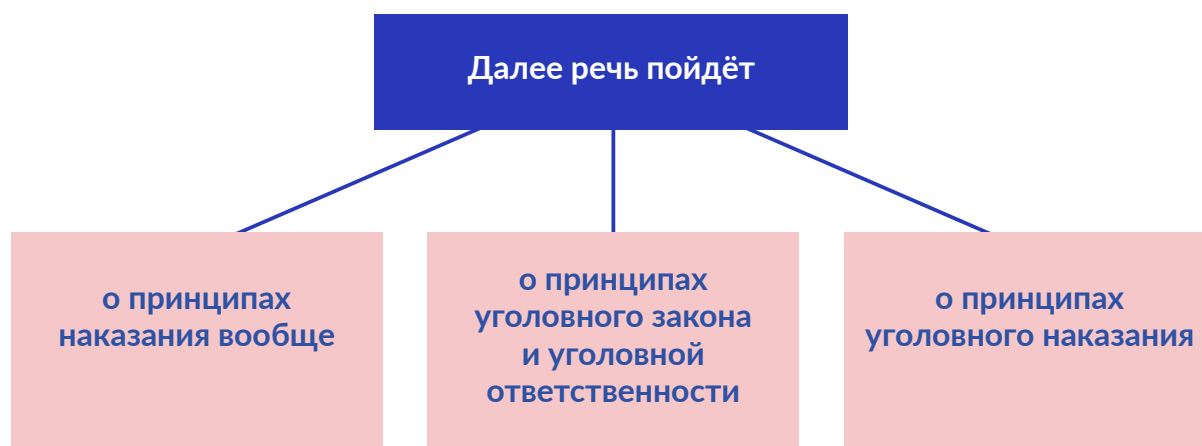 Далее речь пойдёт
о принципах
наказания вообще
о принципах
уголовного закона
и уголовной
ответственности
о принципах
уголовного наказания